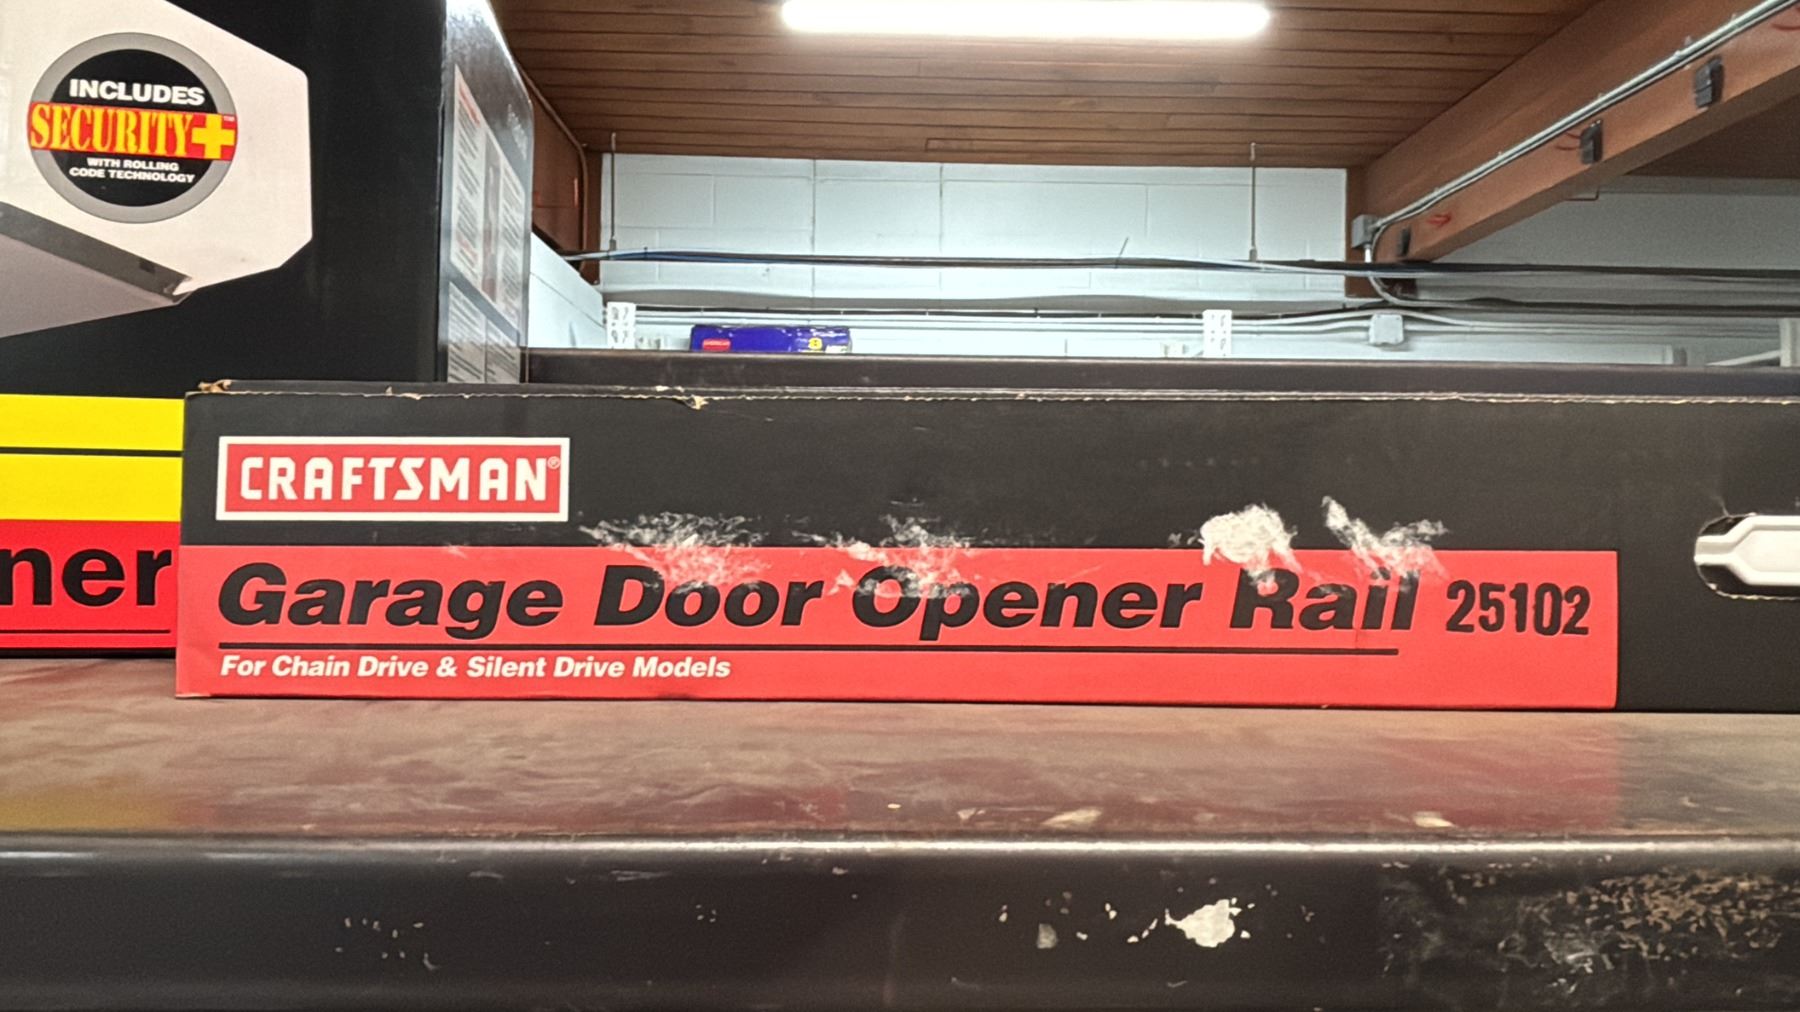 INCLUDES
SECURITY+™
WITH ROLLING
CODE TECHNOLOGY
ner
CRAFTSMAN®
Garage Door Opener Rail 25102
For Chain Drive & Silent Drive Models